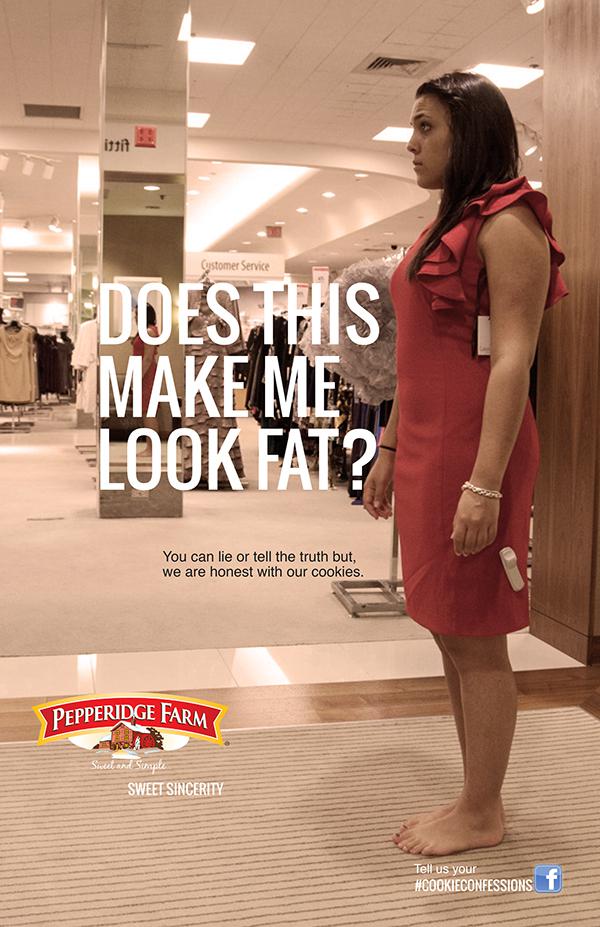 Customer Service
DOES THIS
MAKE ME
LOOK FAT?
You can lie or tell the truth but,
we are honest with our cookies.
PEPPERIDGE FARM
®
Sweet and Simple
SWEET SINCERITY
Tell us your
#COOKIECONFESSIONS
f